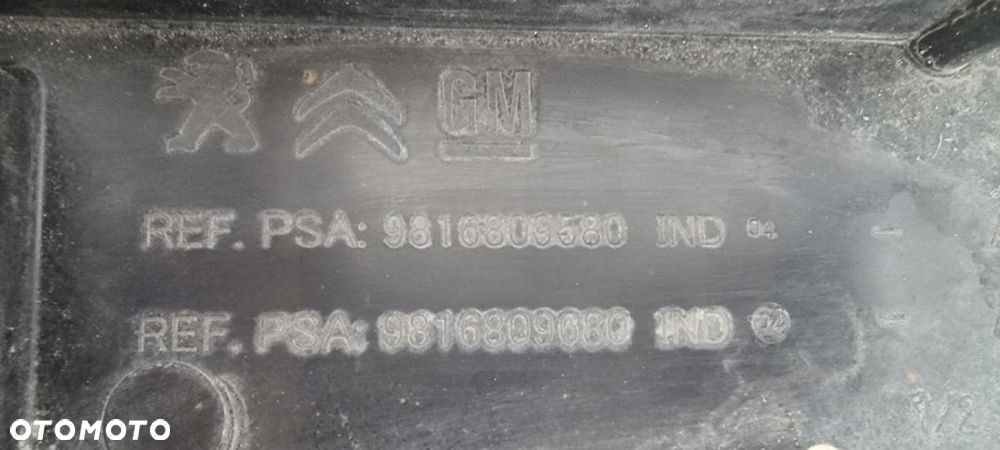 GM
REF. PSA: 9816809580 IND 04
REF. PSA: 9816809680 IND 02
OTOMOTO